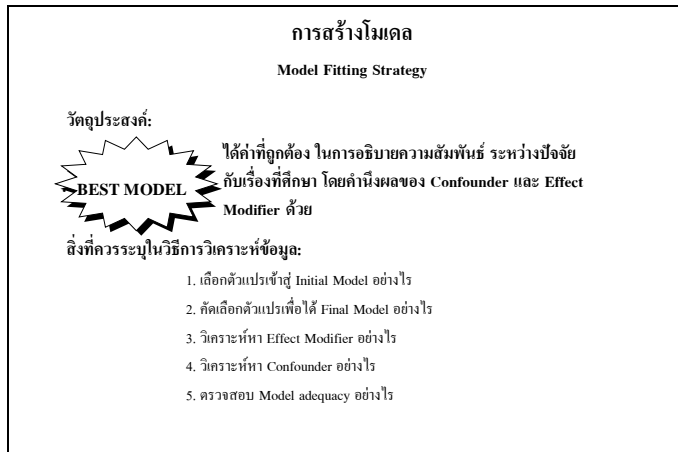 การสร้างโมเดล
Model Fitting Strategy
วัตถุประสงค์:
BEST MODEL
ได้ค่าที่ถูกต้อง ในการอธิบายความสัมพันธ์ ระหว่างปัจจัย
กับเรื่องที่ศึกษา โดยคำนึงผลของ Confounder และ Effect
Modifier ด้วย
สิ่งที่ควรระบุในวิธีการวิเคราะห์ข้อมูล:
1. เลือกตัวแปรเข้าสู่ Initial Model อย่างไร
2. คัดเลือกตัวแปรเพื่อได้ Final Model อย่างไร
3. วิเคราะห์หา Effect Modifier อย่างไร
4. วิเคราะห์หา Confounder อย่างไร
5. ตรวจสอบ Model adequacy อย่างไร